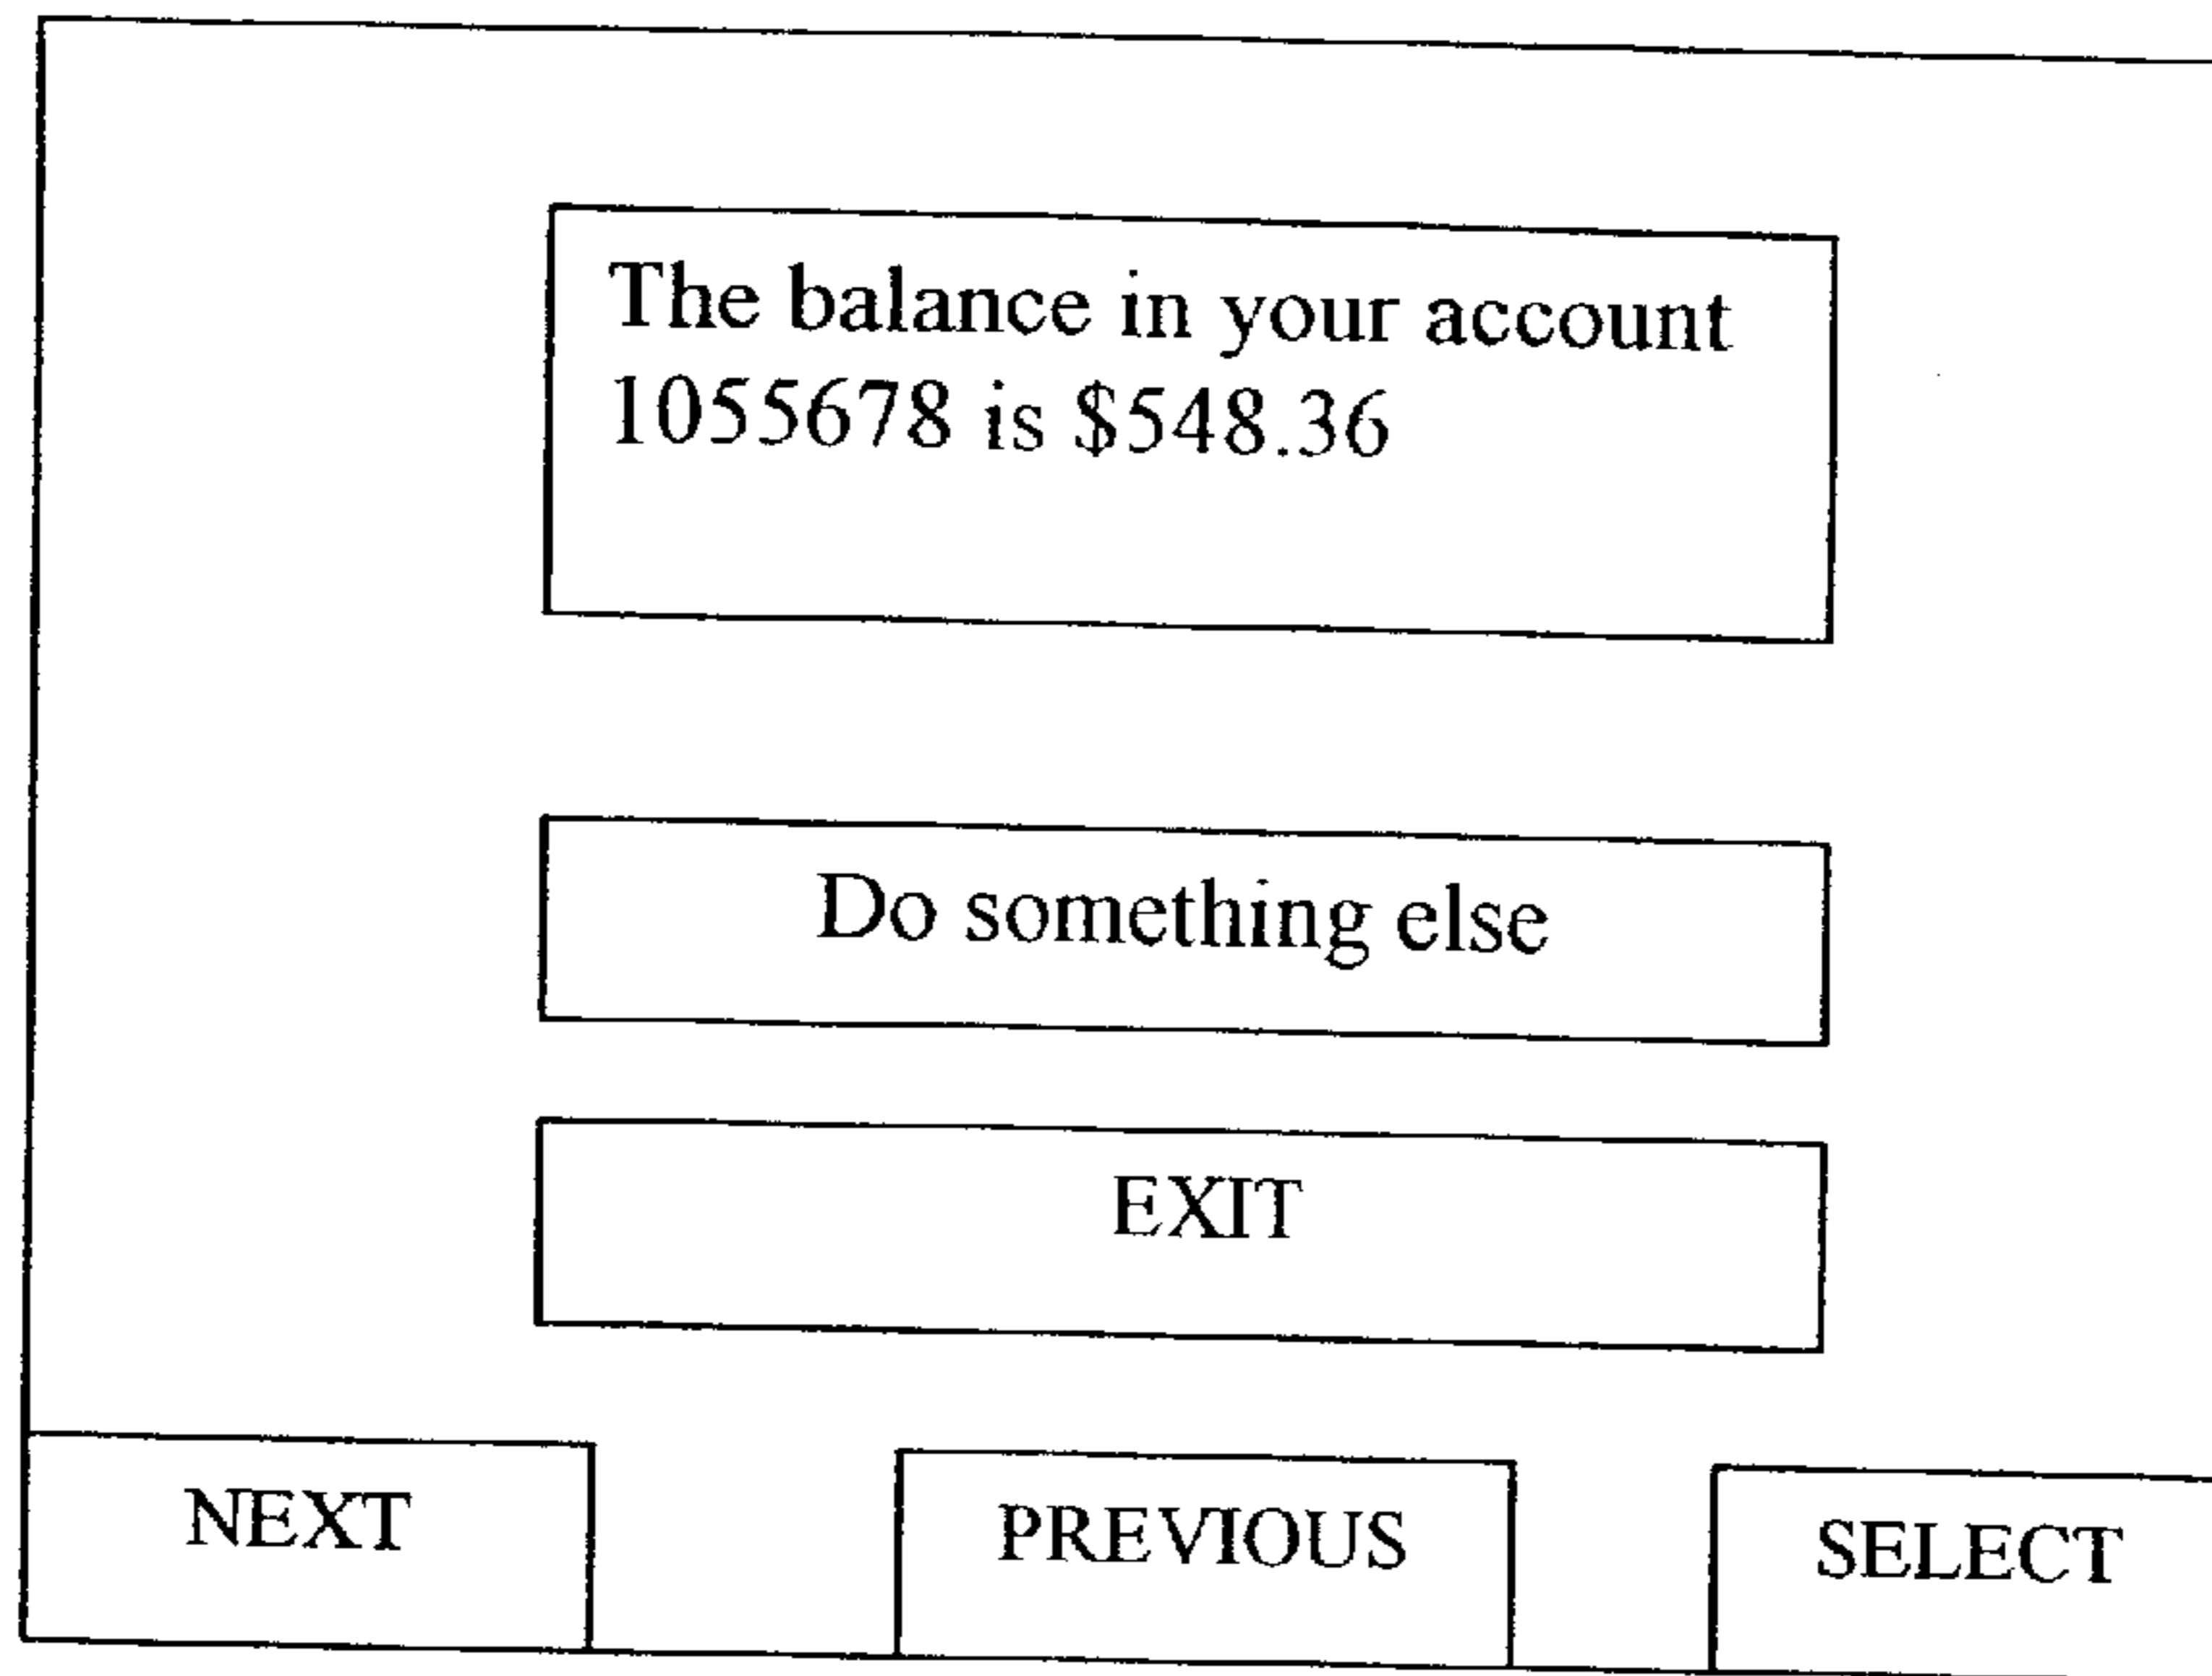 The balance in your account
1055678 is $548.36
Do something else
EXIT
NEXT
PREVIOUS
SELECT